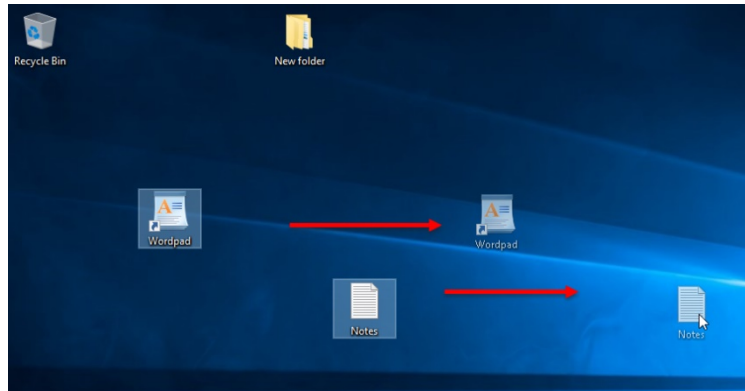 Recycle Bin
New folder
Wordpad
Wordpad
Notes
Notes